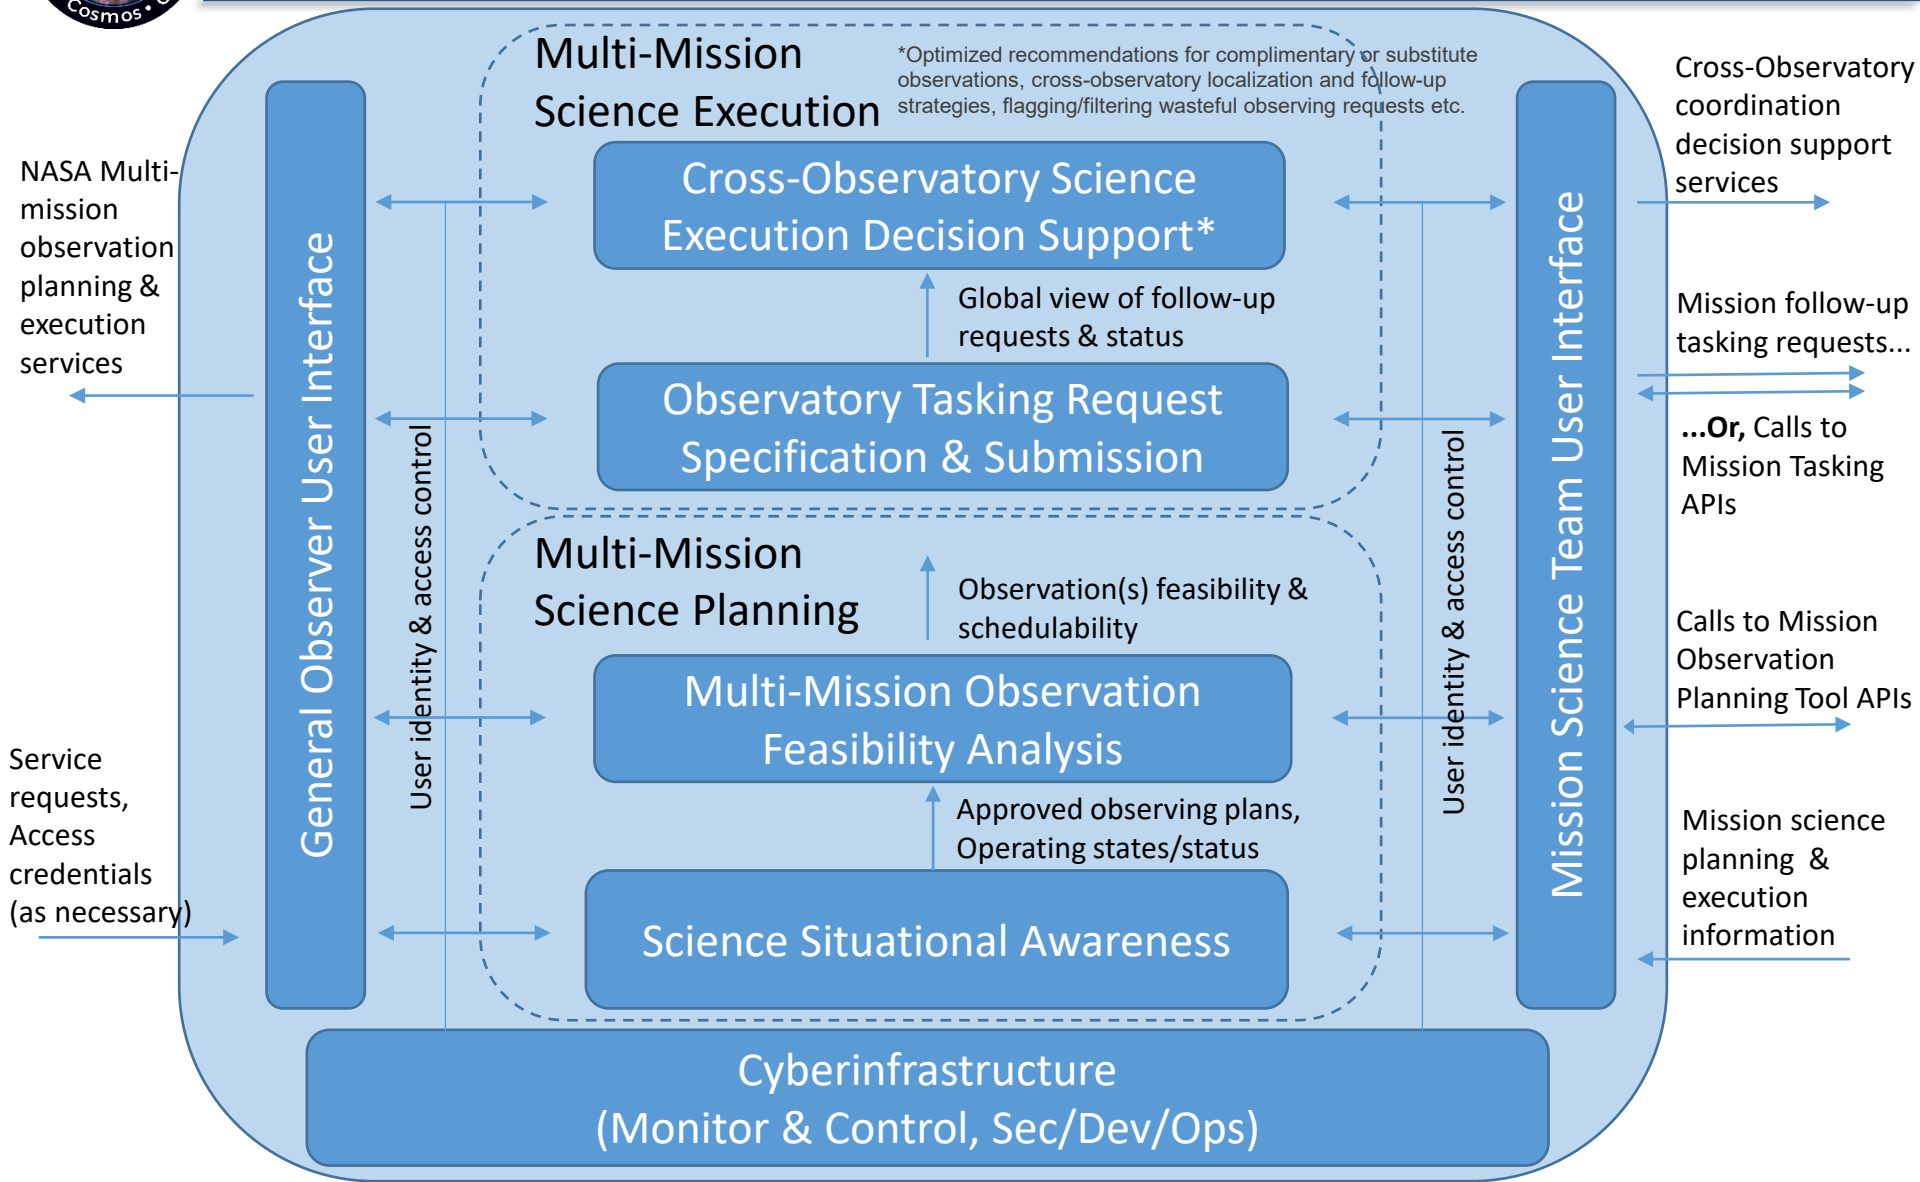 Cosmos • C
Multi-Mission
Science Execution
*Optimized recommendations for complimentary or substitute
observations, cross-observatory localization and follow-up
strategies, flagging/filtering wasteful observing requests etc.
Cross-Observatory Science
Execution Decision Support*
Global view of follow-up
requests & status
Observatory Tasking Request
Specification & Submission
Multi-Mission
Science Planning
Observation(s) feasibility &
schedulability
Multi-Mission Observation
Feasibility Analysis
Approved observing plans,
Operating states/status
Science Situational Awareness
Cyberinfrastructure
(Monitor & Control, Sec/Dev/Ops)
General Observer User Interface
User identity & access control
User identity & access control
Mission Science Team User Interface
NASA Multi-
mission
observation
planning &
execution
services
Service
requests,
Access
credentials
(as necessary)
Cross-Observatory
coordination
decision support
services
Mission follow-up
tasking requests...
...Or, Calls to
Mission Tasking
APIs
Calls to Mission
Observation
Planning Tool APIs
Mission science
planning &
execution
information